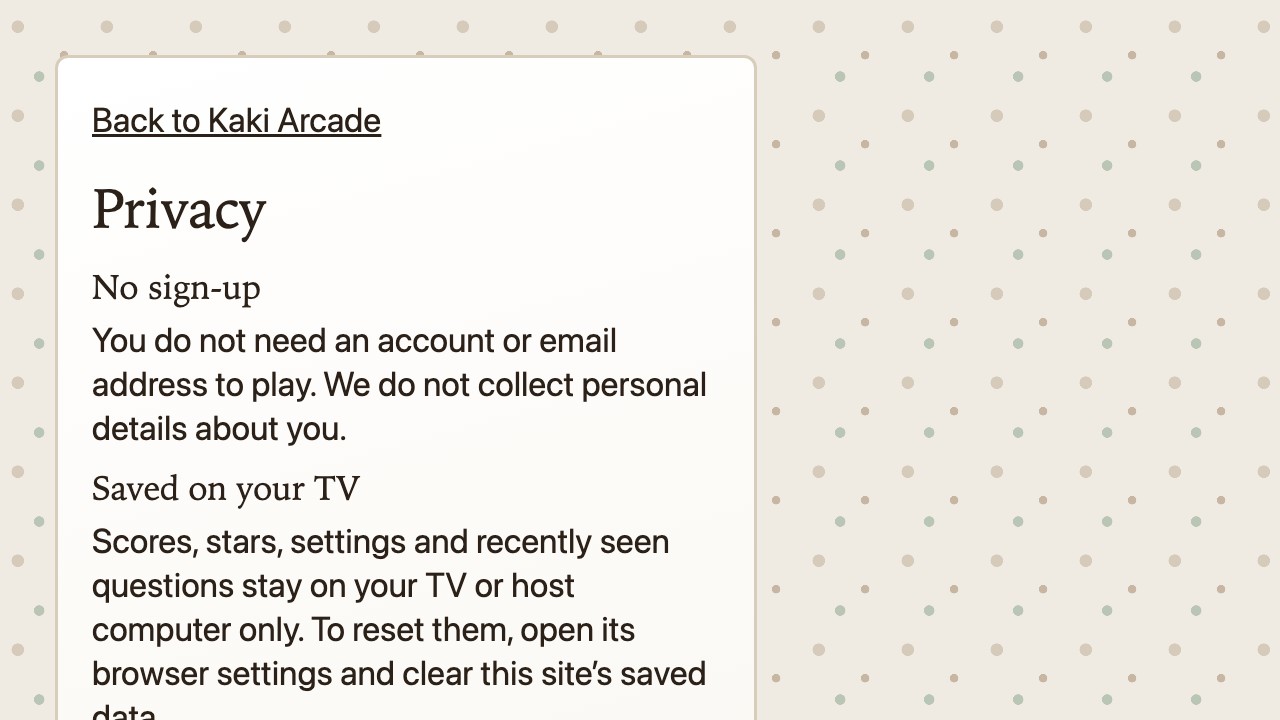 Back to Kaki Arcade
Privacy
No sign-up
You do not need an account or email
address to play. We do not collect personal
details about you.
Saved on your TV
Scores, stars, settings and recently seen
questions stay on your TV or host
computer only. To reset them, open its
browser settings and clear this site’s saved
data.